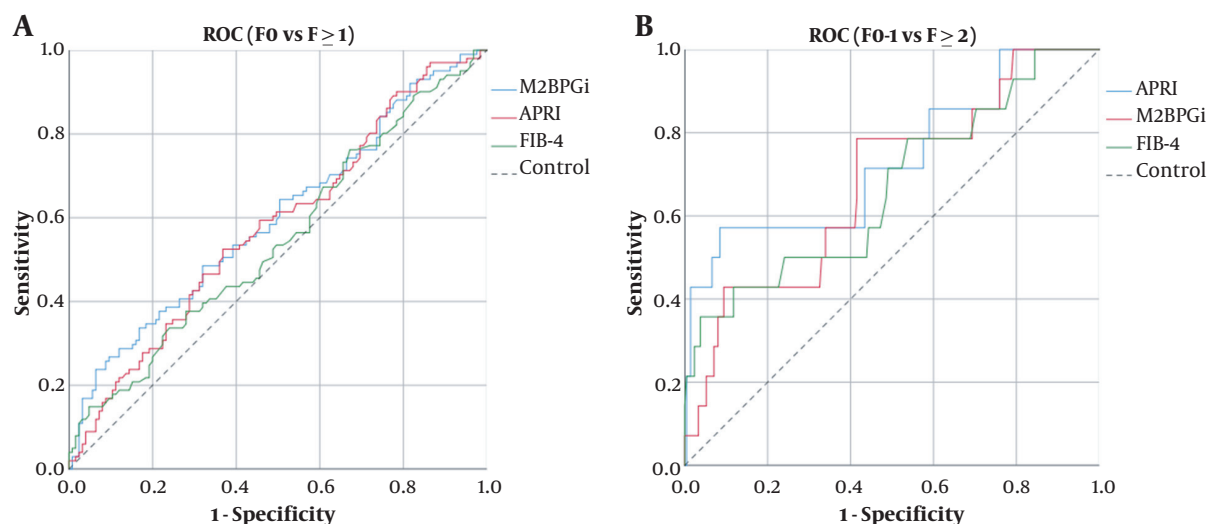 A
ROC (F0 vs F ≥ 1)
1.0
0.8
0.6
0.4
0.2
0.0
Sensitivity
0.0 0.2 0.4 0.6 0.8 1.0
1 - Specificity
M2BPGi
APRI
FIB-4
Control
B
ROC (F0-1 vs F ≥ 2)
1.0
0.8
0.6
0.4
0.2
0.0
Sensitivity
0.0 0.2 0.4 0.6 0.8 1.0
1 - Specificity
APRI
M2BPGi
FIB-4
Control